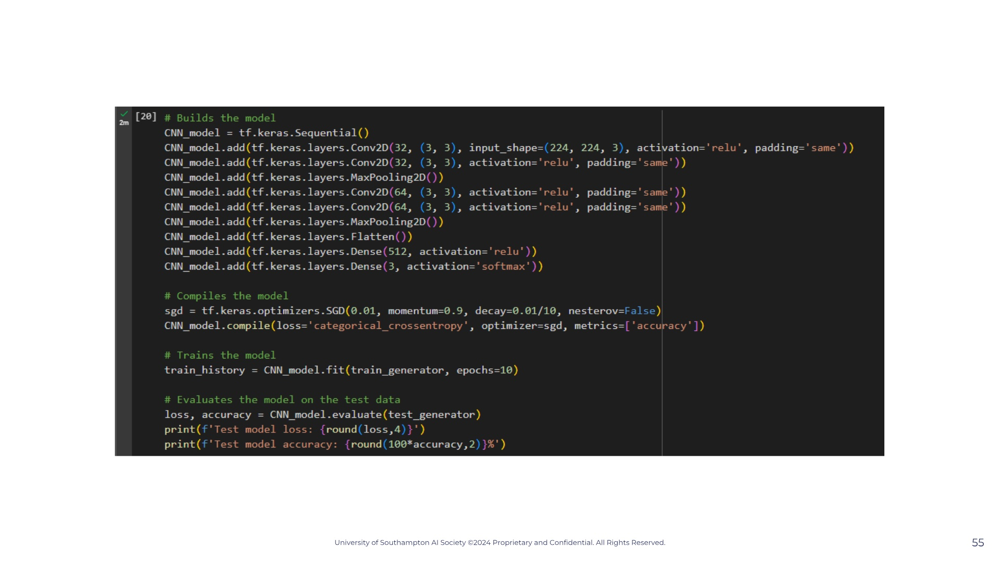 [20] # Builds the model
2m
CNN_model = tf.keras.Sequential()
CNN_model.add(tf.keras.layers.Conv2D(32, (3, 3), input_shape=(224, 224, 3), activation='relu', padding='same'))
CNN_model.add(tf.keras.layers.Conv2D(32, (3, 3), activation='relu', padding='same'))
CNN_model.add(tf.keras.layers.MaxPooling2D())
CNN_model.add(tf.keras.layers.Conv2D(64, (3, 3), activation='relu', padding='same'))
CNN_model.add(tf.keras.layers.Conv2D(64, (3, 3), activation='relu', padding='same'))
CNN_model.add(tf.keras.layers.MaxPooling2D())
CNN_model.add(tf.keras.layers.Flatten())
CNN_model.add(tf.keras.layers.Dense(512, activation='relu'))
CNN_model.add(tf.keras.layers.Dense(3, activation='softmax'))
# Compiles the model
sgd = tf.keras.optimizers.SGD(0.01, momentum=0.9, decay=0.01/10, nesterov=False)
CNN_model.compile(loss='categorical_crossentropy', optimizer=sgd, metrics=['accuracy'])
# Trains the model
train_history = CNN_model.fit(train_generator, epochs=10)
# Evaluates the model on the test data
loss, accuracy = CNN_model.evaluate(test_generator)
print(f'Test model loss: {round(loss,4)}')
print(f'Test model accuracy: {round(100*accuracy,2)}%')
University of Southampton AI Society ©2024 Proprietary and Confidential. All Rights Reserved.
55